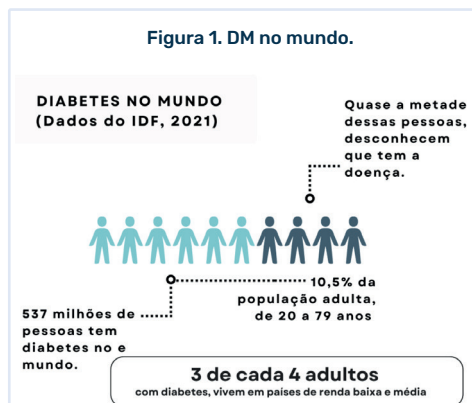 Figura 1. DM no mundo.
DIABETES NO MUNDO
(Dados do IDF, 2021)
Quase a metade
dessas pessoas,
desconhecem
que tem a
doença.
537 milhões de
pessoas tem
diabetes no e
mundo.
10,5% da
população adulta,
de 20 a 79 anos
3 de cada 4 adultos
com diabetes, vivem em países de renda baixa e média